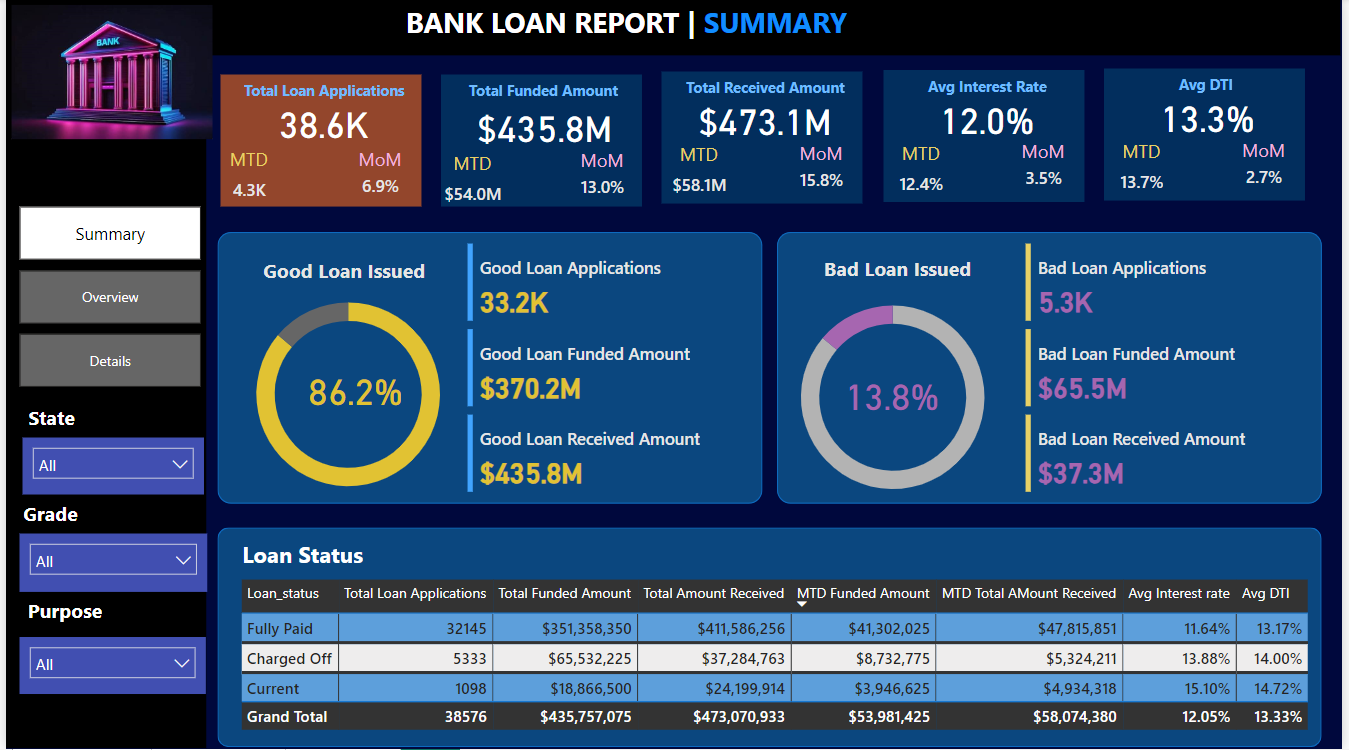 BANK LOAN REPORT | SUMMARY
BANK
Total Loan Applications
38.6K
MTD MoM
4.3K 6.9%
Total Funded Amount
$435.8M
MTD MoM
$54.0M 13.0%
Total Received Amount
$473.1M
MTD MoM
$58.1M 15.8%
Avg Interest Rate
12.0%
MTD MoM
12.4% 3.5%
Avg DTI
13.3%
MTD MoM
13.7% 2.7%
Summary
Overview
Details
State
All
Grade
All
Purpose
All
Good Loan Issued
86.2%
Good Loan Applications
33.2K
Good Loan Funded Amount
$370.2M
Good Loan Received Amount
$435.8M
Bad Loan Issued
13.8%
Bad Loan Applications
5.3K
Bad Loan Funded Amount
$65.5M
Bad Loan Received Amount
$37.3M
Loan Status
Loan_status Total Loan Applications Total Funded Amount Total Amount Received MTD Funded Amount MTD Total AMount Received Avg Interest rate Avg DTI
Fully Paid 32145 $351,358,350 $411,586,256 $41,302,025 $47,815,851 11.64% 13.17%
Charged Off 5333 $65,532,225 $37,284,763 $8,732,775 $5,324,211 13.88% 14.00%
Current 1098 $18,866,500 $24,199,914 $3,946,625 $4,934,318 15.10% 14.72%
Grand Total 38576 $435,757,075 $473,070,933 $53,981,425 $58,074,380 12.05% 13.33%